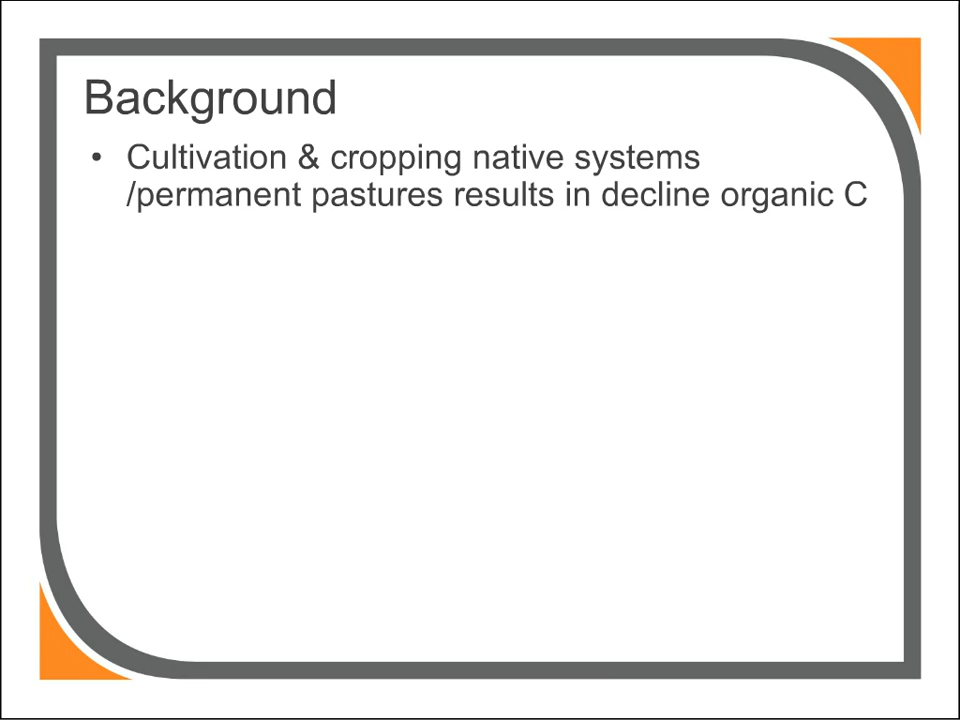 Background
• Cultivation & cropping native systems
/permanent pastures results in decline organic C